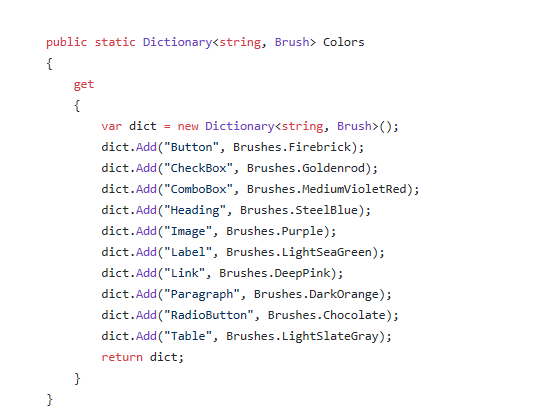 public static Dictionary<string, Brush> Colors
{
get
{
var dict = new Dictionary<string, Brush>();
dict.Add("Button", Brushes.Firebrick);
dict.Add("CheckBox", Brushes.Goldenrod);
dict.Add("ComboBox", Brushes.MediumVioletRed);
dict.Add("Heading", Brushes.SteelBlue);
dict.Add("Image", Brushes.Purple);
dict.Add("Label", Brushes.LightSeaGreen);
dict.Add("Link", Brushes.DeepPink);
dict.Add("Paragraph", Brushes.DarkOrange);
dict.Add("RadioButton", Brushes.Chocolate);
dict.Add("Table", Brushes.LightSlateGray);
return dict;
}
}